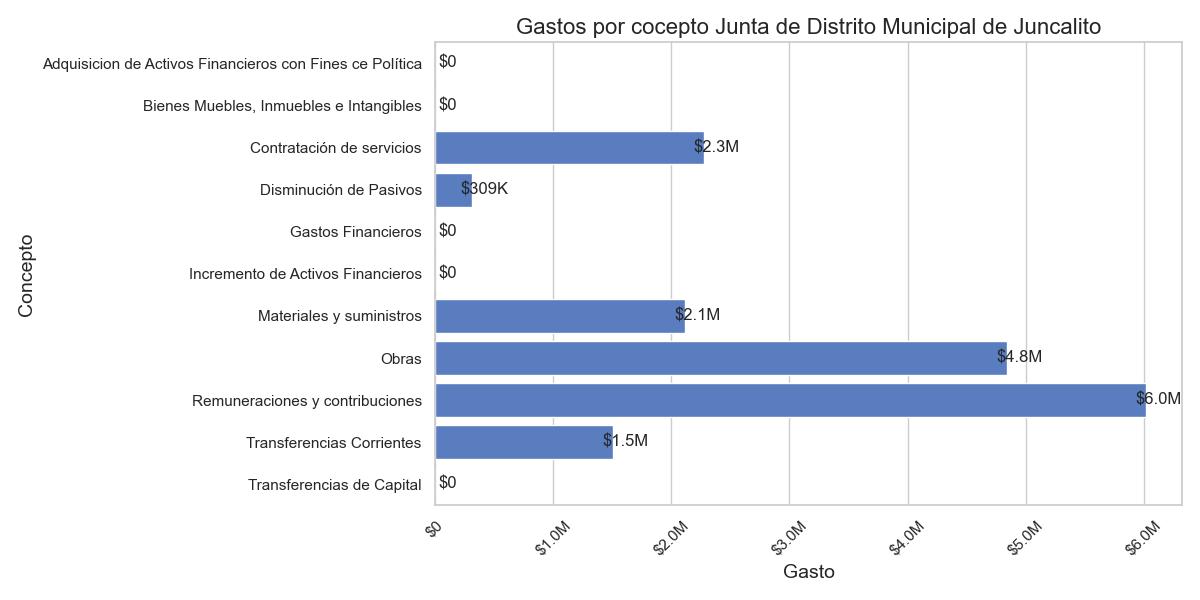 Gastos por cocepto Junta de Distrito Municipal de Juncalito
Concepto
Adquisicion de Activos Financieros con Fines ce Política $0
Bienes Muebles, Inmuebles e Intangibles $0
Contratación de servicios $2.3M
Disminución de Pasivos $309K
Gastos Financieros $0
Incremento de Activos Financieros $0
Materiales y suministros $2.1M
Obras $4.8M
Remuneraciones y contribuciones $6.0M
Transferencias Corrientes $1.5M
Transferencias de Capital $0
$0 $1.0M $2.0M $3.0M $4.0M $5.0M $6.0M
Gasto